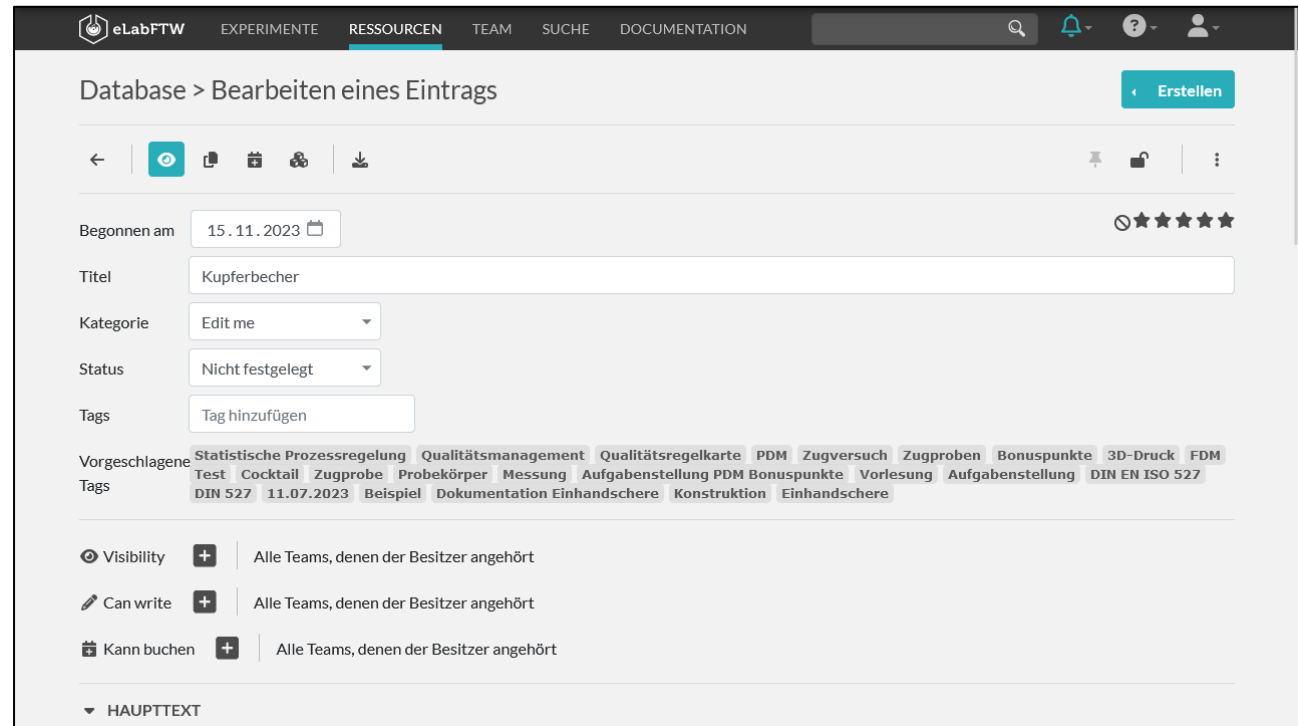 eLabFTW EXPERIMENTE RESSOURCEN TEAM SUCHE DOCUMENTATION
Database > Bearbeiten eines Eintrags
Erstellen
Begonnen am 15.11.2023
Titel Kupferbecher
Kategorie Edit me
Status Nicht festgelegt
Tags Tag hinzufügen
Vorgeschlagene Tags
Statistische Prozessregelung Qualitätsmanagement Qualitätsregelkarte PDM Zugversuch Zugproben Bonuspunkte 3D-Druck FDM
Test Cocktail Zugprobe Probekörper Messung Aufgabenstellung PDM Bonuspunkte Vorlesung Aufgabenstellung DIN EN ISO 527
DIN 527 11.07.2023 Beispiel Dokumentation Einhandschere Konstruktion Einhandschere
Visibility Alle Teams, denen der Besitzer angehört
Can write Alle Teams, denen der Besitzer angehört
Kann buchen Alle Teams, denen der Besitzer angehört
HAUPTTEXT